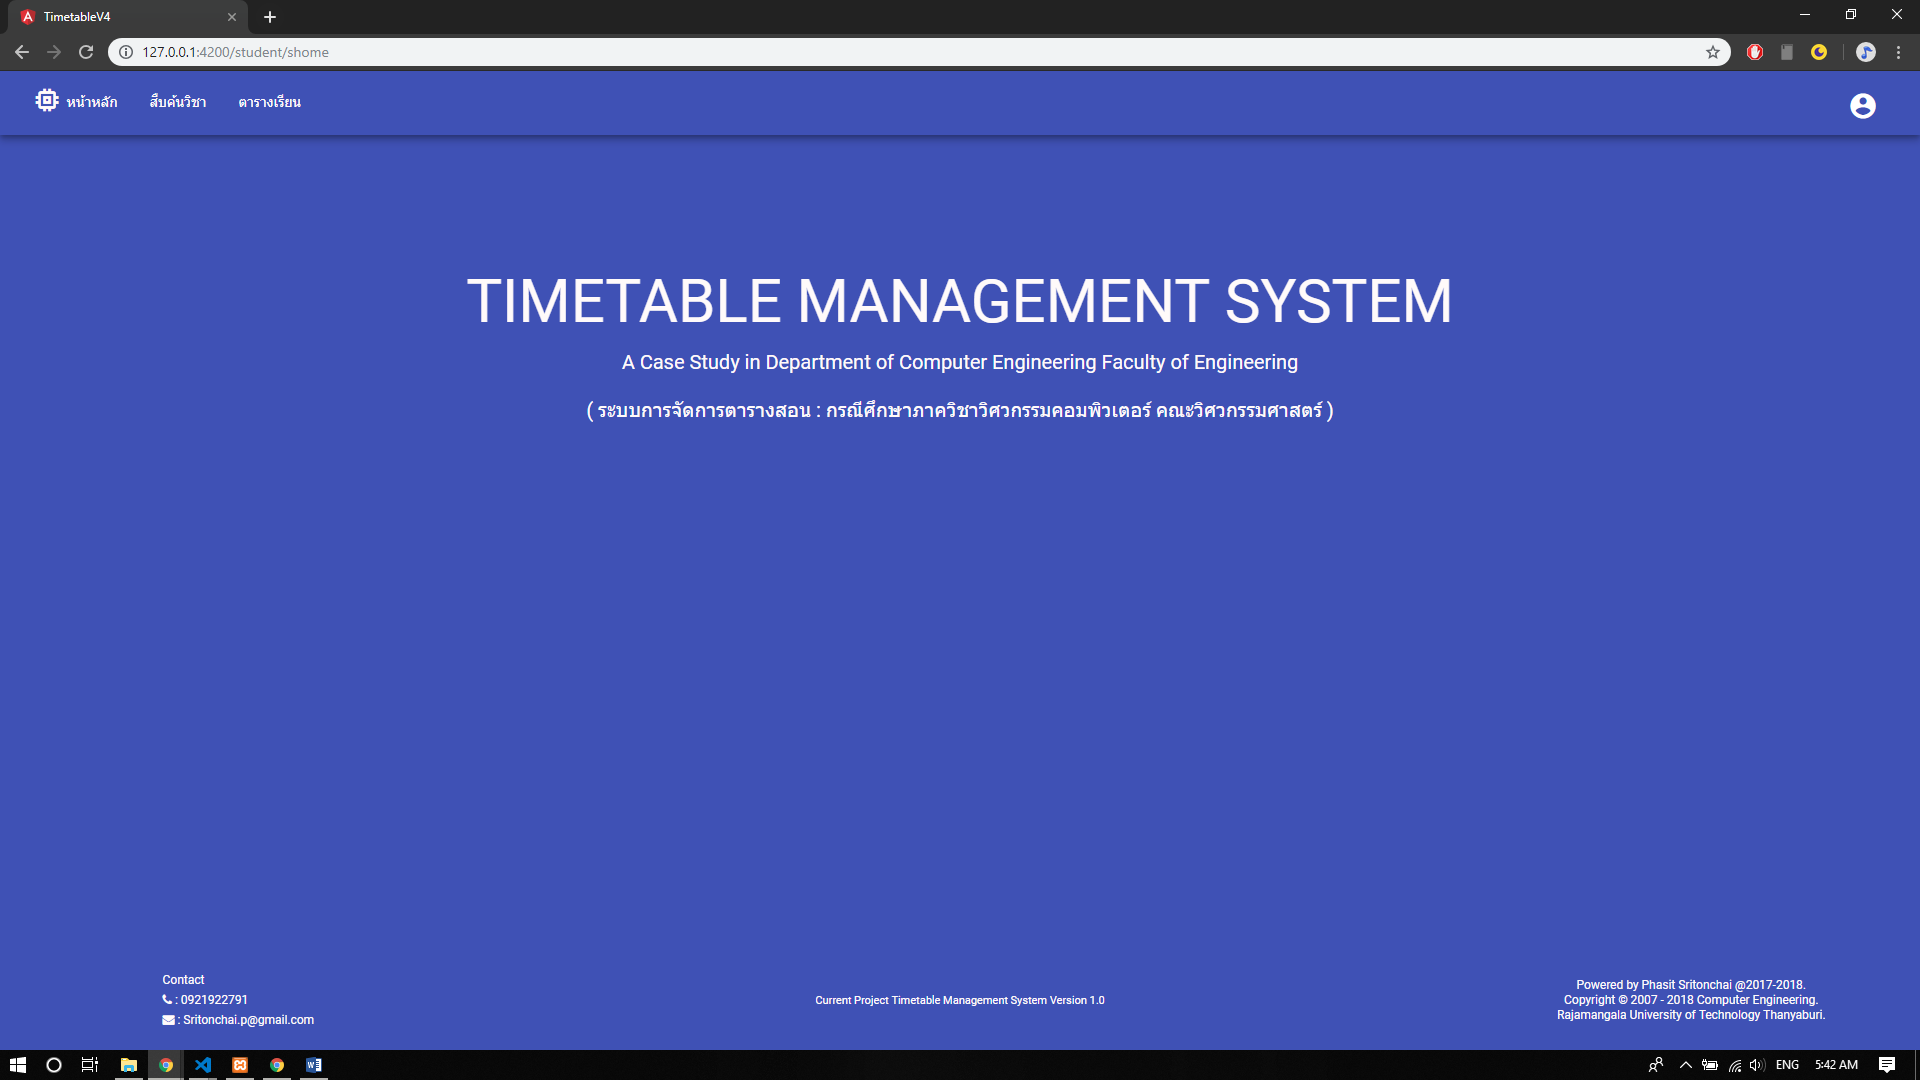 TimetableV4
127.0.0.1:4200/student/shome
หน้าหลัก สืบค้นวิชา ตารางเรียน
TIMETABLE MANAGEMENT SYSTEM
A Case Study in Department of Computer Engineering Faculty of Engineering
( ระบบการจัดการตารางสอน : กรณีศึกษาภาควิชาวิศวกรรมคอมพิวเตอร์ คณะวิศวกรรมศาสตร์ )
Contact
: 0921922791
: Sritonchai.p@gmail.com
Current Project Timetable Management System Version 1.0
Powered by Phasit Sritonchai @2017-2018.
Copyright © 2007 - 2018 Computer Engineering.
Rajamangala University of Technology Thanyaburi.
ENG 5:42 AM